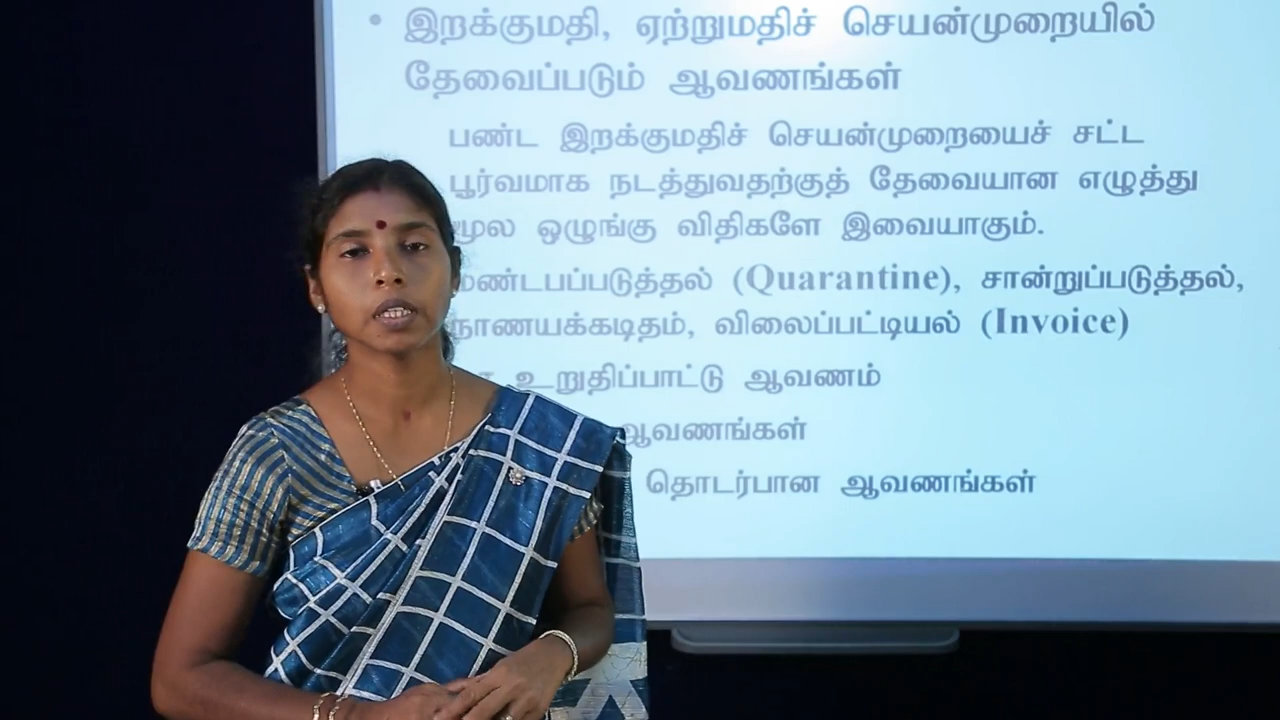 • இறக்குமதி, ஏற்றுமதிச் செயன்முறையில்
தேவைப்படும் ஆவணங்கள்
பண்ட இறக்குமதிச் செயன்முறையைச் சட்ட
பூர்வமாக நடத்துவதற்குத் தேவையான எழுத்து
மூல ஒழுங்கு விதிகளே இவையாகும்.
மண்டபப்படுத்தல் (Quarantine), சான்றுப்படுத்தல்,
நாணயக்கடிதம், விலைப்பட்டியல் (Invoice)
உறுதிப்பாட்டு ஆவணம்
ஆவணங்கள்
தொடர்பான ஆவணங்கள்